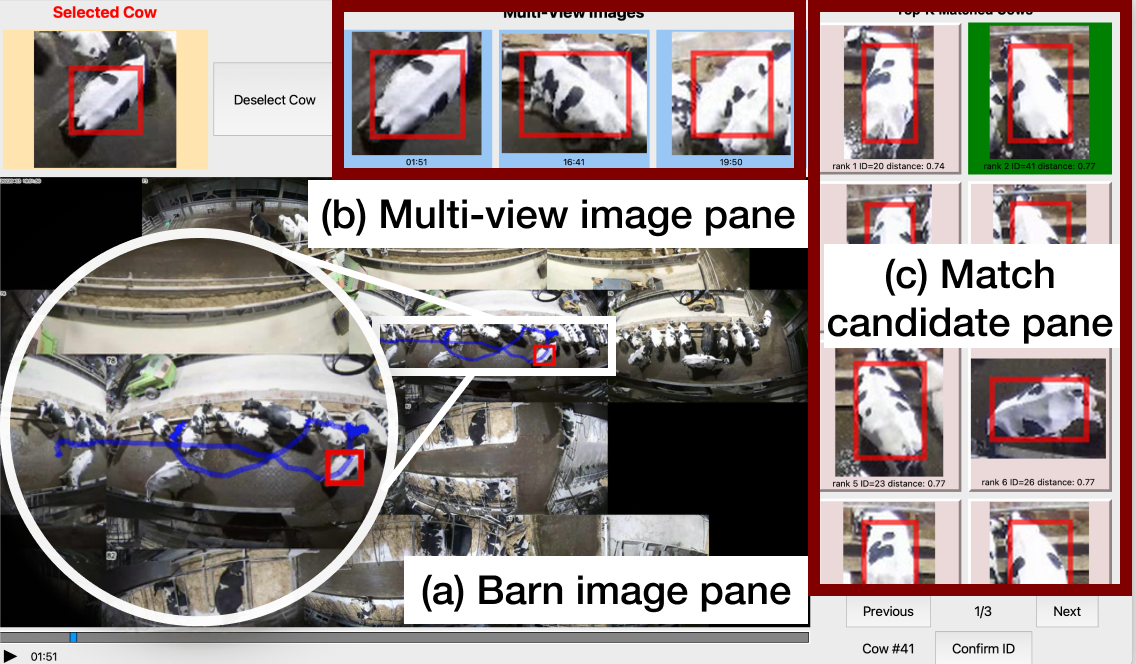 Selected Cow
Multi-View Images
Top-K Matched Cows
Deselect Cow
01:51
16:41
19:50
rank 1 ID=20 distance: 0.74
rank 2 ID=41 distance: 0.77
(b) Multi-view image pane
(c) Match
candidate pane
78
rank 5 ID=23 distance: 0.77
rank 6 ID=26 distance: 0.77
82
(a) Barn image pane
Previous
1/3
Next
01:51
Cow #41
Confirm ID